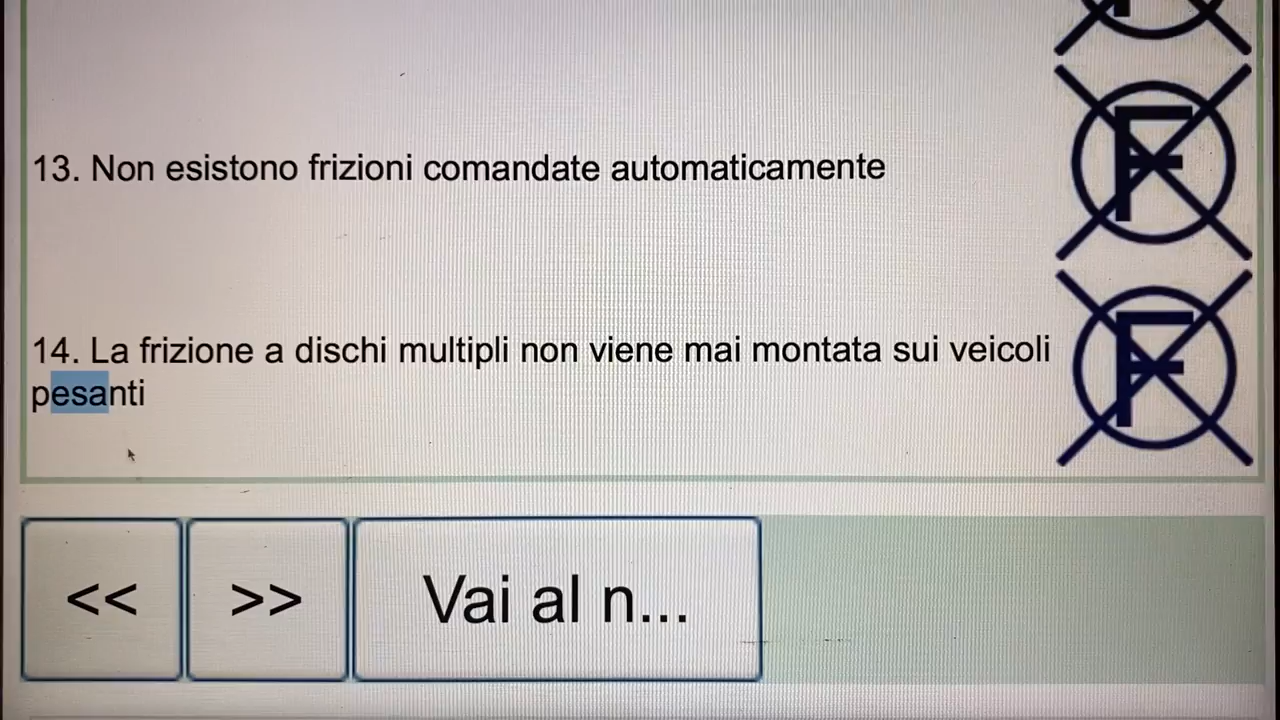 13. Non esistono frizioni comandate automaticamente
F
14. La frizione a dischi multipli non viene mai montata sui veicoli
pesanti
F
<< >> Vai al n...